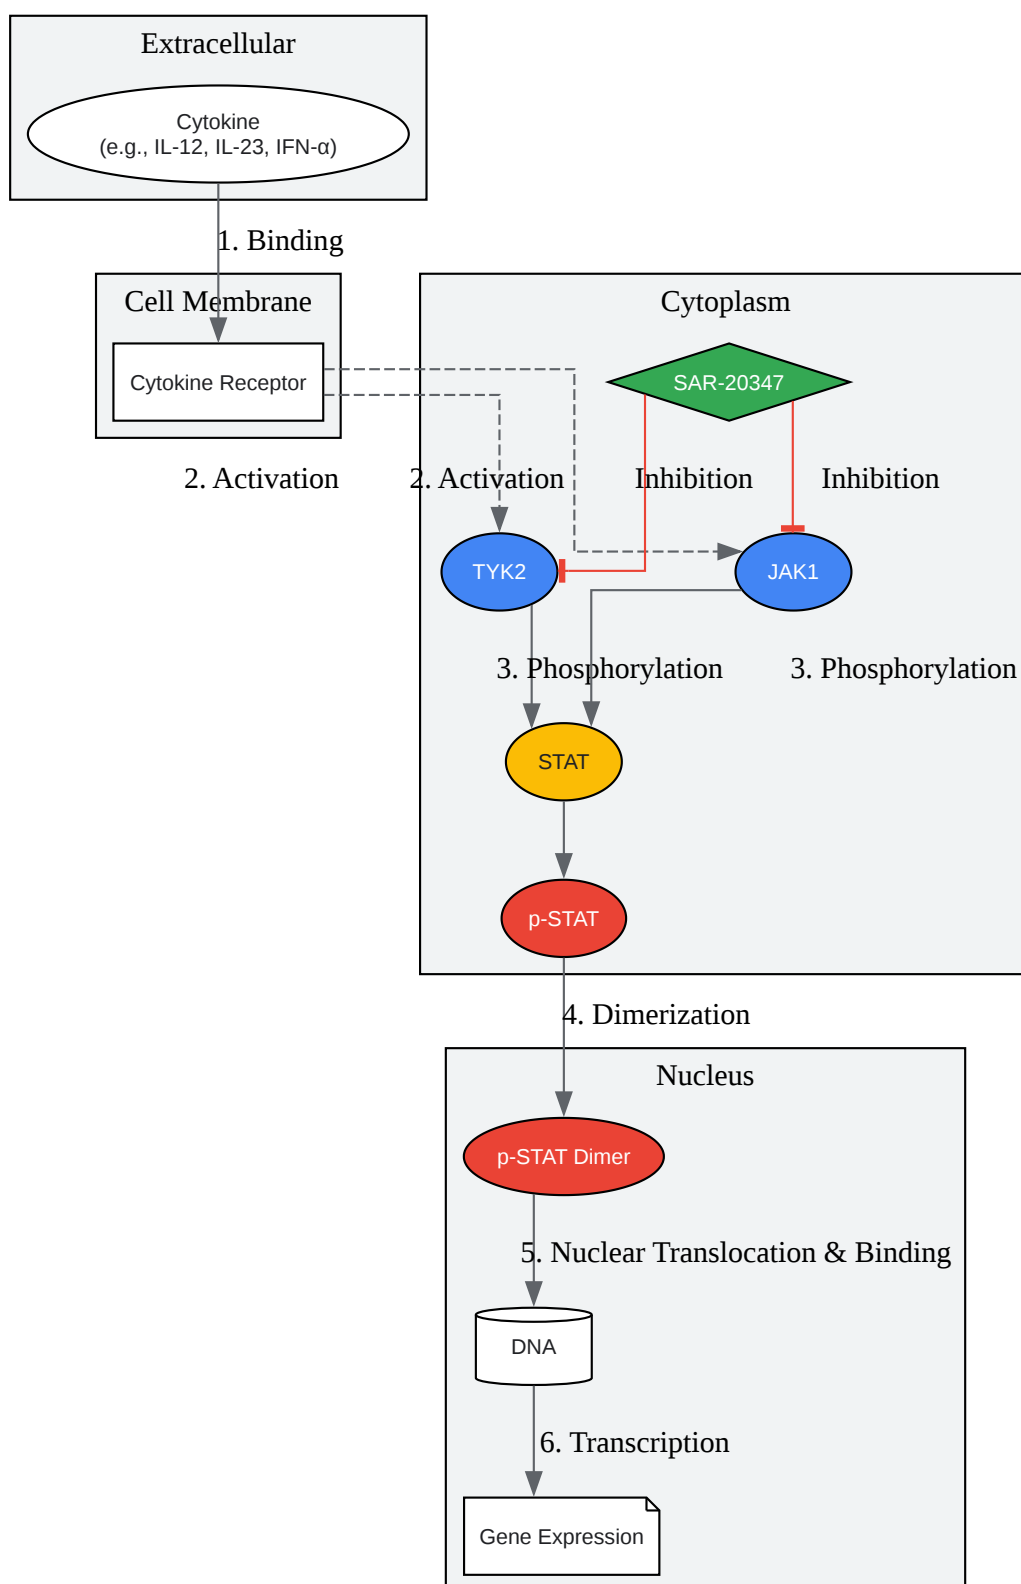 Extracellular
Cytokine
(e.g., IL-12, IL-23, IFN-α)
1. Binding
Cell Membrane
Cytoplasm
Cytokine Receptor
SAR-20347
2. Activation
2. Activation
Inhibition
Inhibition
TYK2
JAK1
3. Phosphorylation
3. Phosphorylation
STAT
p-STAT
4. Dimerization
Nucleus
p-STAT Dimer
5. Nuclear Translocation & Binding
DNA
6. Transcription
Gene Expression